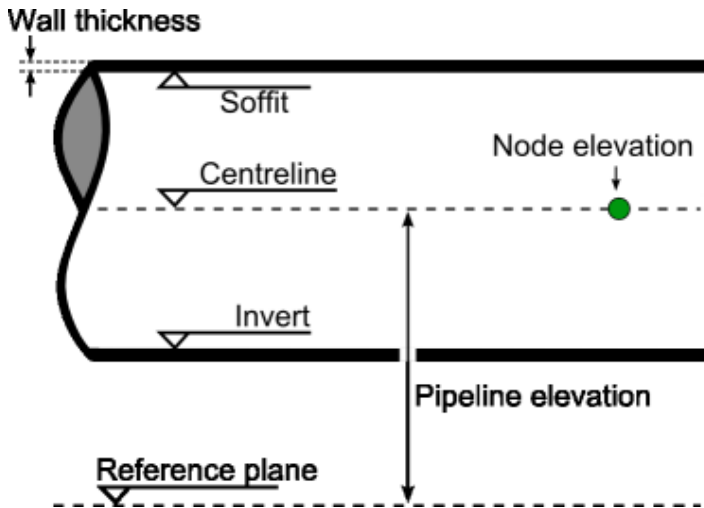 Wall thickness
Soffit
Node elevation
Centreline
Invert
Pipeline elevation
Reference plane